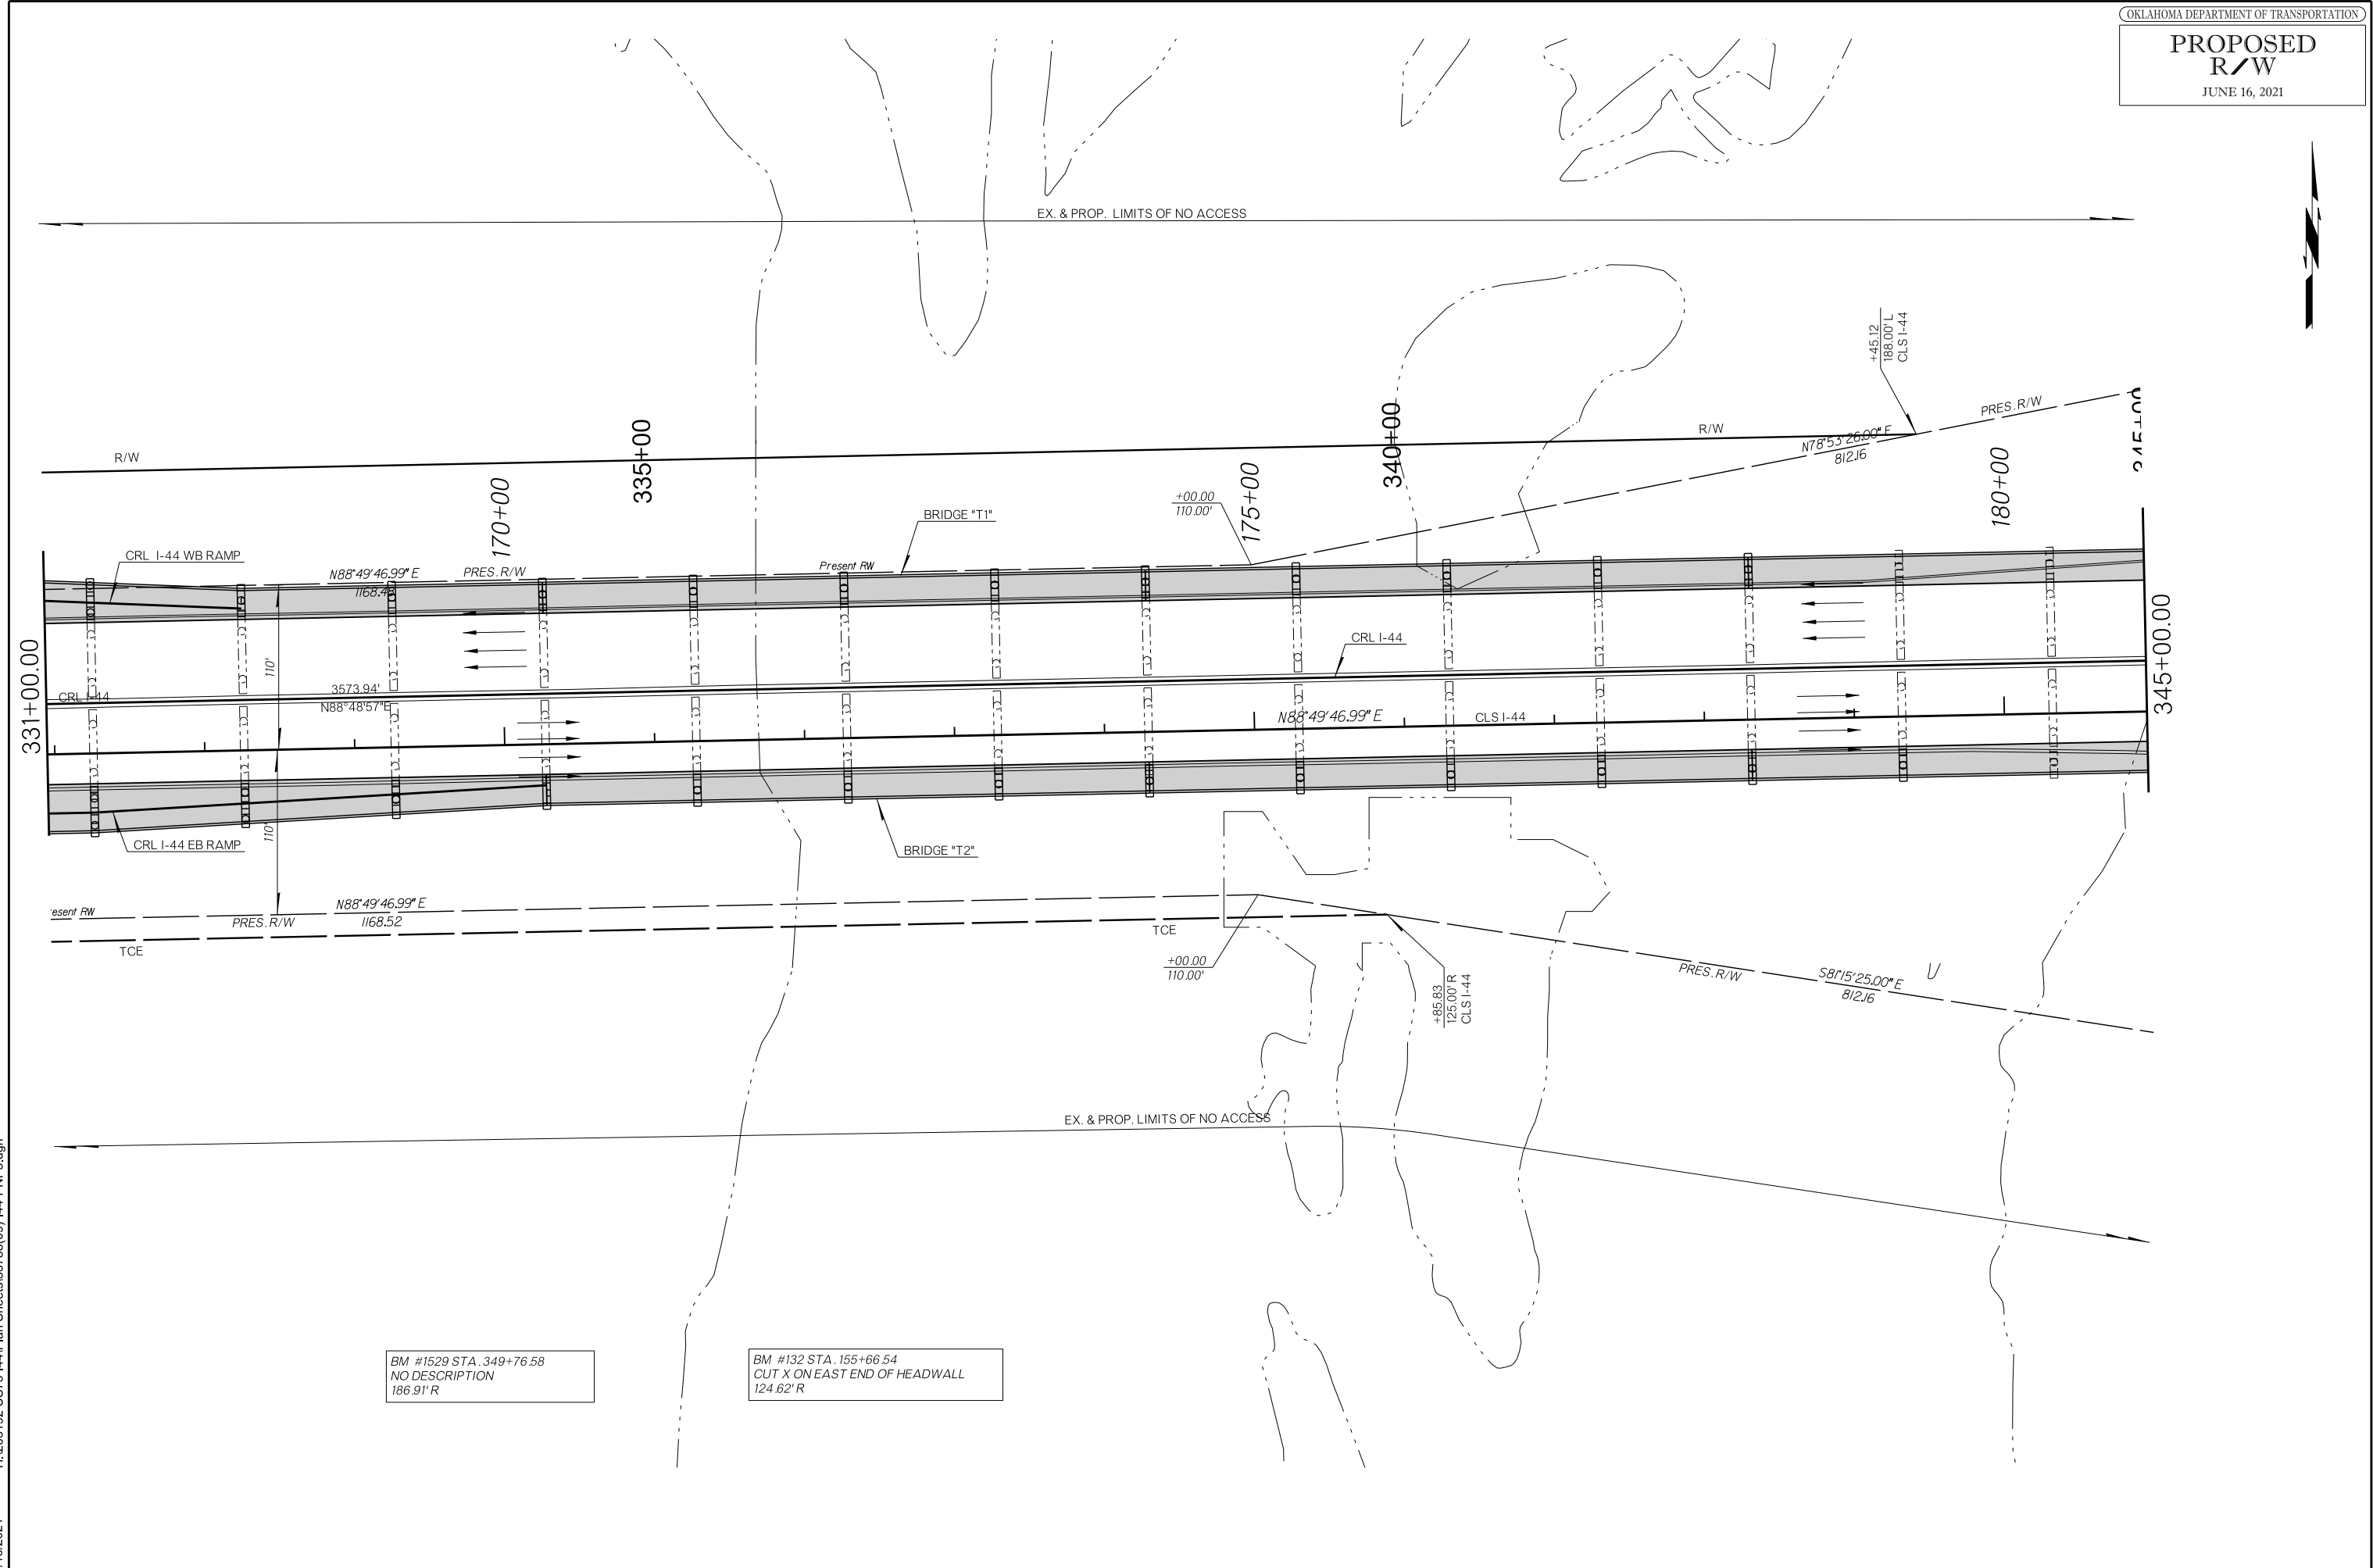 OKLAHOMA DEPARTMENT OF TRANSPORTATION
PROPOSED
R/W
JUNE 16, 2021
EX. & PROP. LIMITS OF NO ACCESS
+45.12
188.00' L
CLS I-44
PRES. R/W
R/W
R/W
N78°53'26.00" E
812.16
335+00
340+00
170+00
175+00
180+00
+00.00
110.00'
BRIDGE "T1"
CRL I-44 WB RAMP
N88°49'46.99" E
PRES. R/W
Present RW
110'
CRL I-44
331+00.00
345+00.00
CRL I-44
3573.94'
N88°48'57"E
N88°49'46.99" E
CLS I-44
110'
CRL I-44 EB RAMP
BRIDGE "T2"
N88°49'46.99" E
PRES. R/W
1168.52
TCE
TCE
+00.00
110.00'
+85.83
125.00' R
CLS I-44
PRES. R/W
S81°15'25.00" E
812.16
EX. & PROP. LIMITS OF NO ACCESS
BM #1529 STA. 349+76.58
NO DESCRIPTION
186.91' R
BM #132 STA. 155+66.54
CUT X ON EAST END OF HEADWALL
124.62' R